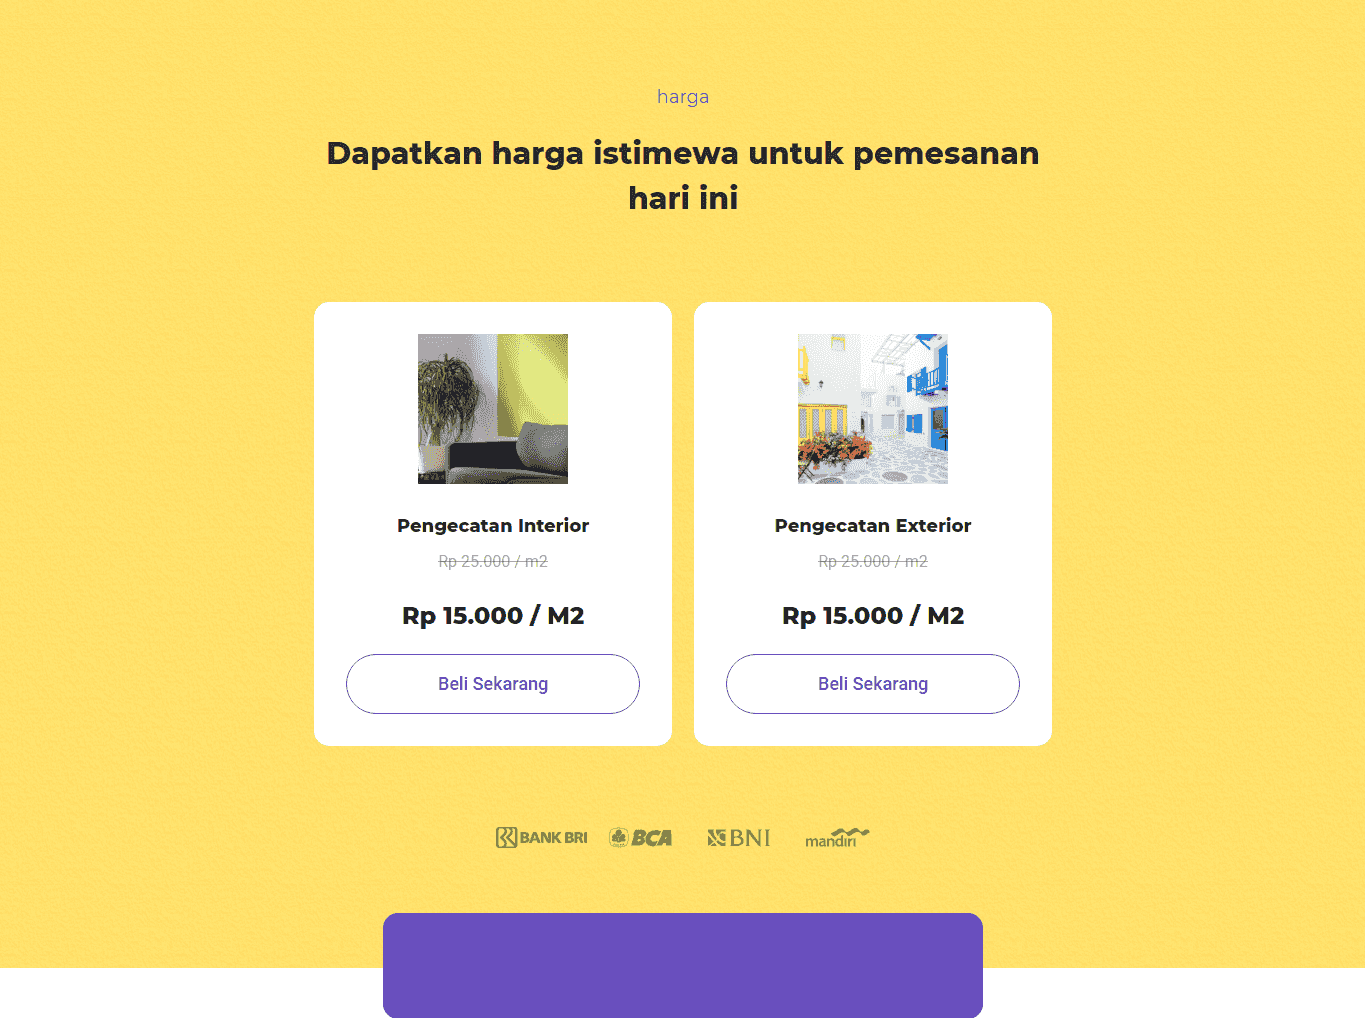 harga
Dapatkan harga istimewa untuk pemesanan
hari ini
Pengecatan Interior
Rp 25.000 / m2
Rp 15.000 / M2
Beli Sekarang
Pengecatan Exterior
Rp 25.000 / m2
Rp 15.000 / M2
Beli Sekarang
BANK BRI
BCA
BNI
mandiri